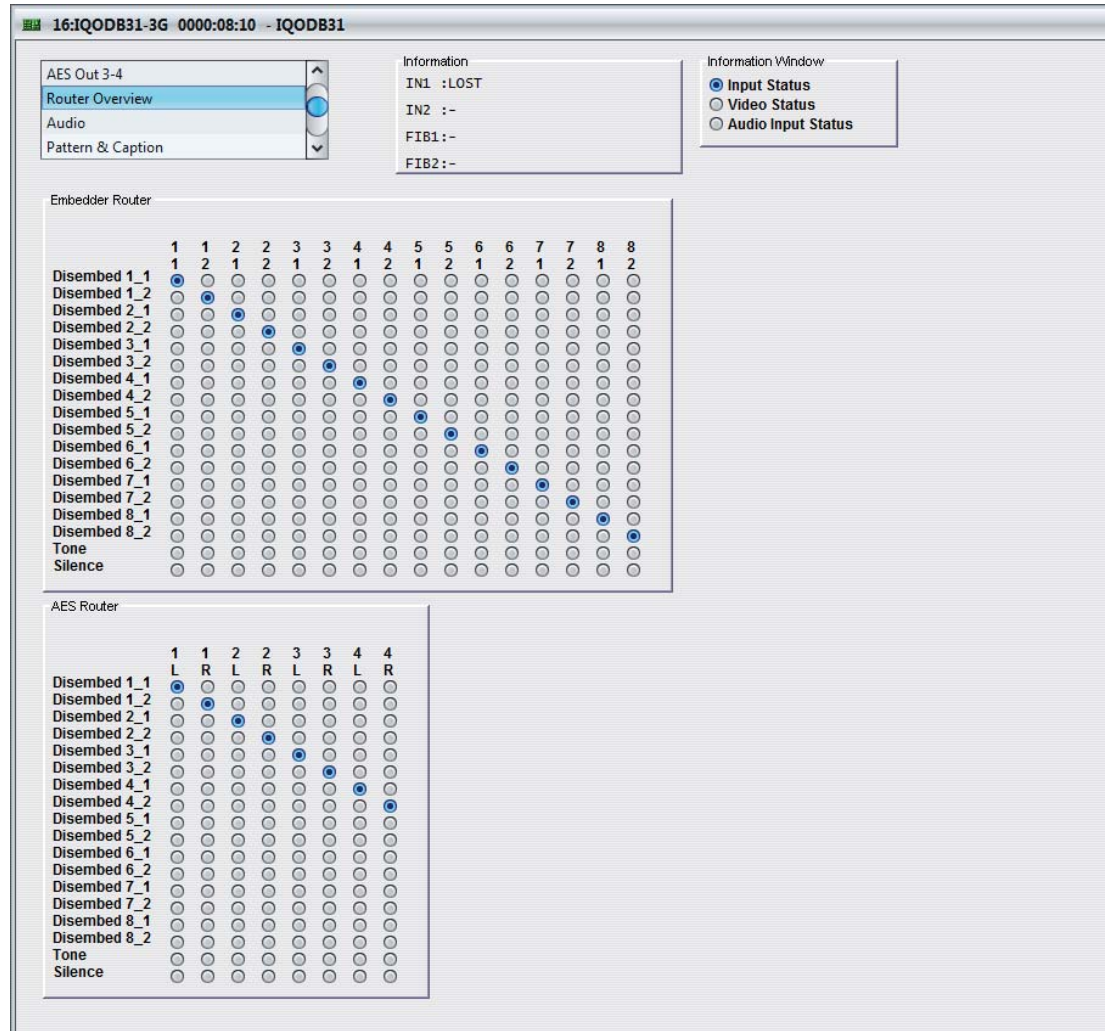 16:IQODB31-3G 0000:08:10 - IQODB31
AES Out 3-4
Router Overview
Audio
Pattern & Caption
Information
IN1 :LOST
IN2 :-
FIB1:-
FIB2:-
Information Window
Input Status
Video Status
Audio Input Status
Embedder Router
1 1 2 2 3 3 4 4 5 5 6 6 7 7 8 8
1 2 1 2 1 2 1 2 1 2 1 2 1 2 1 2
Disembed 1_1
Disembed 1_2
Disembed 2_1
Disembed 2_2
Disembed 3_1
Disembed 3_2
Disembed 4_1
Disembed 4_2
Disembed 5_1
Disembed 5_2
Disembed 6_1
Disembed 6_2
Disembed 7_1
Disembed 7_2
Disembed 8_1
Disembed 8_2
Tone
Silence
AES Router
1 1 2 2 3 3 4 4
L R L R L R L R
Disembed 1_1
Disembed 1_2
Disembed 2_1
Disembed 2_2
Disembed 3_1
Disembed 3_2
Disembed 4_1
Disembed 4_2
Disembed 5_1
Disembed 5_2
Disembed 6_1
Disembed 6_2
Disembed 7_1
Disembed 7_2
Disembed 8_1
Disembed 8_2
Tone
Silence